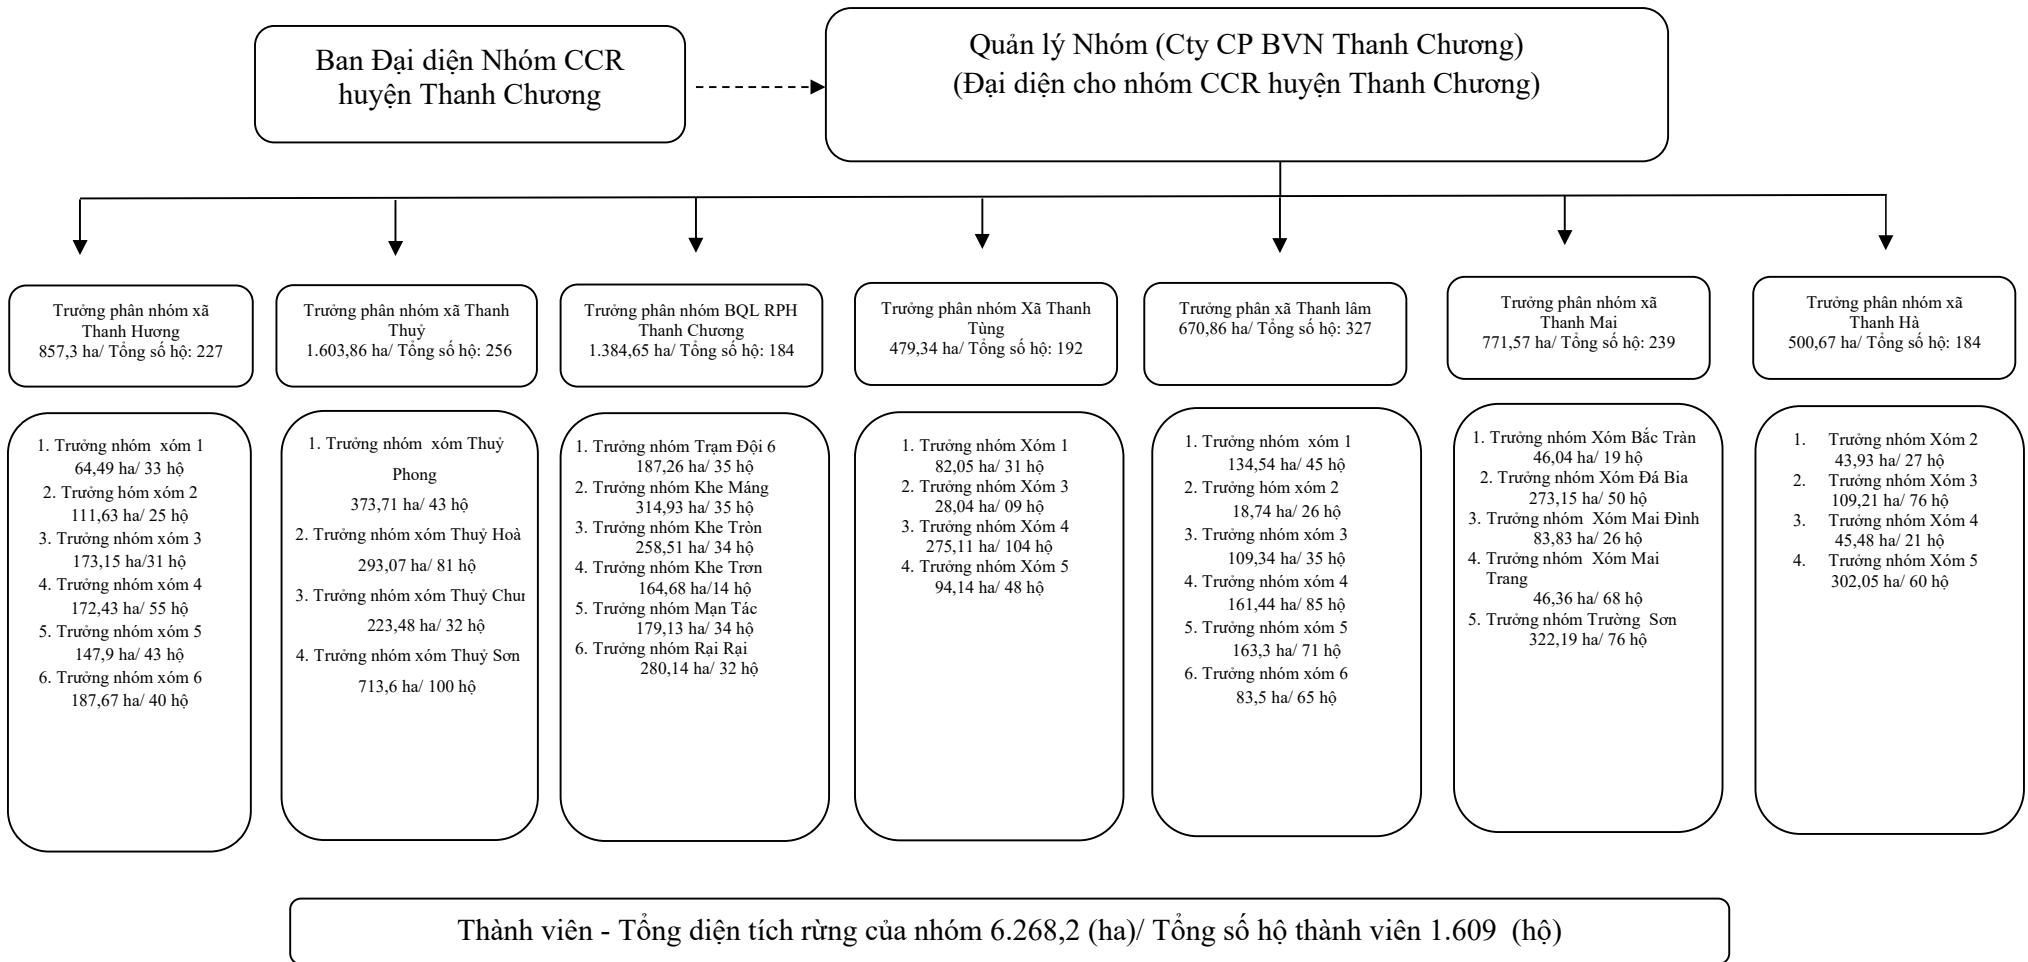 Ban Đại diện Nhóm CCR
huyện Thanh Chương
Quản lý Nhóm (Cty CP BVN Thanh Chương)
(Đại diện cho nhóm CCR huyện Thanh Chương)
Trưởng phân nhóm xã
Thanh Hương
857,3 ha/ Tổng số hộ: 227
Trưởng phân nhóm xã Thanh
Thuỷ
1.603,86 ha/ Tổng số hộ: 256
Trưởng phân nhóm BQL RPH
Thanh Chương
1.384,65 ha/ Tổng số hộ: 184
Trưởng phân nhóm Xã Thanh
Tùng
479,34 ha/ Tổng số hộ: 192
Trưởng phân xã Thanh lâm
670,86 ha/ Tổng số hộ: 327
Trưởng phân nhóm xã
Thanh Mai
771,57 ha/ Tổng số hộ: 239
Trưởng phân nhóm xã
Thanh Hà
500,67 ha/ Tổng số hộ: 184
1. Trưởng nhóm xóm 1
64,49 ha/ 33 hộ
2. Trưởng hóm xóm 2
111,63 ha/ 25 hộ
3. Trưởng nhóm xóm 3
173,15 ha/31 hộ
4. Trưởng nhóm xóm 4
172,43 ha/ 55 hộ
5. Trưởng nhóm xóm 5
147,9 ha/ 43 hộ
6. Trưởng nhóm xóm 6
187,67 ha/ 40 hộ
1. Trưởng nhóm xóm Thuỷ
Phong
373,71 ha/ 43 hộ
2. Trưởng nhóm xóm Thuỷ Hoà
293,07 ha/ 81 hộ
3. Trưởng nhóm xóm Thuỷ
223,48 ha/ 32 hộ
4. Trưởng nhóm xóm Thuỷ Sơn
713,6 ha/ 100 hộ
1. Trưởng nhóm Trạm Đội 6
187,26 ha/ 35 hộ
2. Trưởng nhóm Khe Máng
314,93 ha/ 35 hộ
3. Trưởng nhóm Khe Tròn
258,51 ha/ 34 hộ
4. Trưởng nhóm Khe Trơn
164,68 ha/14 hộ
5. Trưởng nhóm Mạn Tác
179,13 ha/ 34 hộ
6. Trưởng nhóm Rại Rại
280,14 ha/ 32 hộ
1. Trưởng nhóm Xóm 1
82,05 ha/ 31 hộ
2. Trưởng nhóm Xóm 3
28,04 ha/ 09 hộ
3. Trưởng nhóm Xóm 4
275,11 ha/ 104 hộ
4. Trưởng nhóm Xóm 5
94,14 ha/ 48 hộ
1. Trưởng nhóm xóm 1
134,54 ha/ 45 hộ
2. Trưởng hóm xóm 2
18,74 ha/ 26 hộ
3. Trưởng nhóm xóm 3
109,34 ha/ 35 hộ
4. Trưởng nhóm xóm 4
161,44 ha/ 85 hộ
5. Trưởng nhóm xóm 5
163,3 ha/ 71 hộ
6. Trưởng nhóm xóm 6
83,5 ha/ 65 hộ
1. Trưởng nhóm Xóm Bắc Tràn
46,04 ha/ 19 hộ
2. Trưởng nhóm Xóm Đá Bia
273,15 ha/ 50 hộ
3. Trưởng nhóm Xóm Mai Đình
83,83 ha/ 26 hộ
4. Trưởng nhóm Xóm Mai
Trang
46,36 ha/ 68 hộ
5. Trưởng nhóm Trường Sơn
322,19 ha/ 76 hộ
1. Trưởng nhóm Xóm 2
43,93 ha/ 27 hộ
2. Trưởng nhóm Xóm 3
109,21 ha/ 76 hộ
3. Trưởng nhóm Xóm 4
45,48 ha/ 21 hộ
4. Trưởng nhóm Xóm 5
302,05 ha/ 60 hộ
Thành viên - Tổng diện tích rừng của nhóm 6.268,2 (ha)/ Tổng số hộ thành viên 1.609 (hộ)